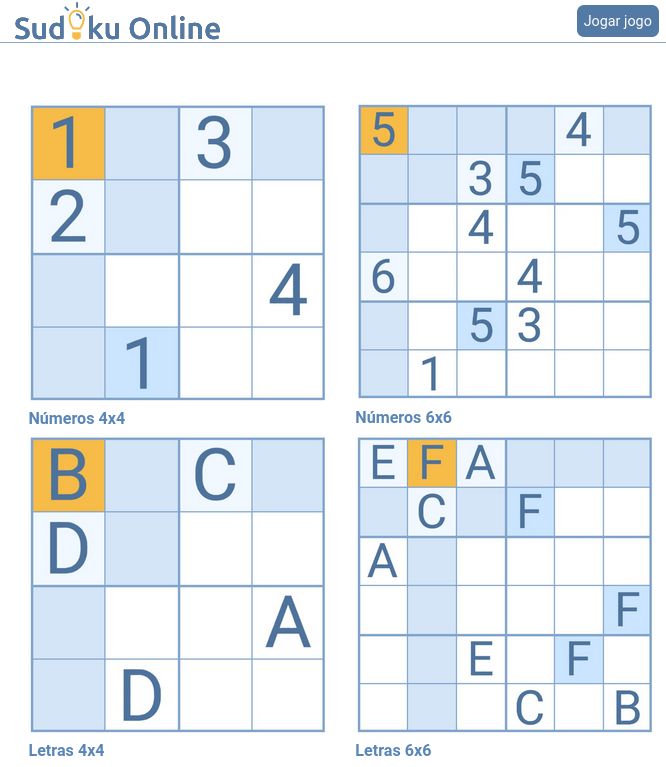 Sudoku Online
Jogar jogo
1 3
2
4
1
Números 4x4
5 4
3 5
4 5
6 4
5 3
1
Números 6x6
B C
D
A
D
Letras 4x4
E F A
C F
A
F
E F
C B
Letras 6x6